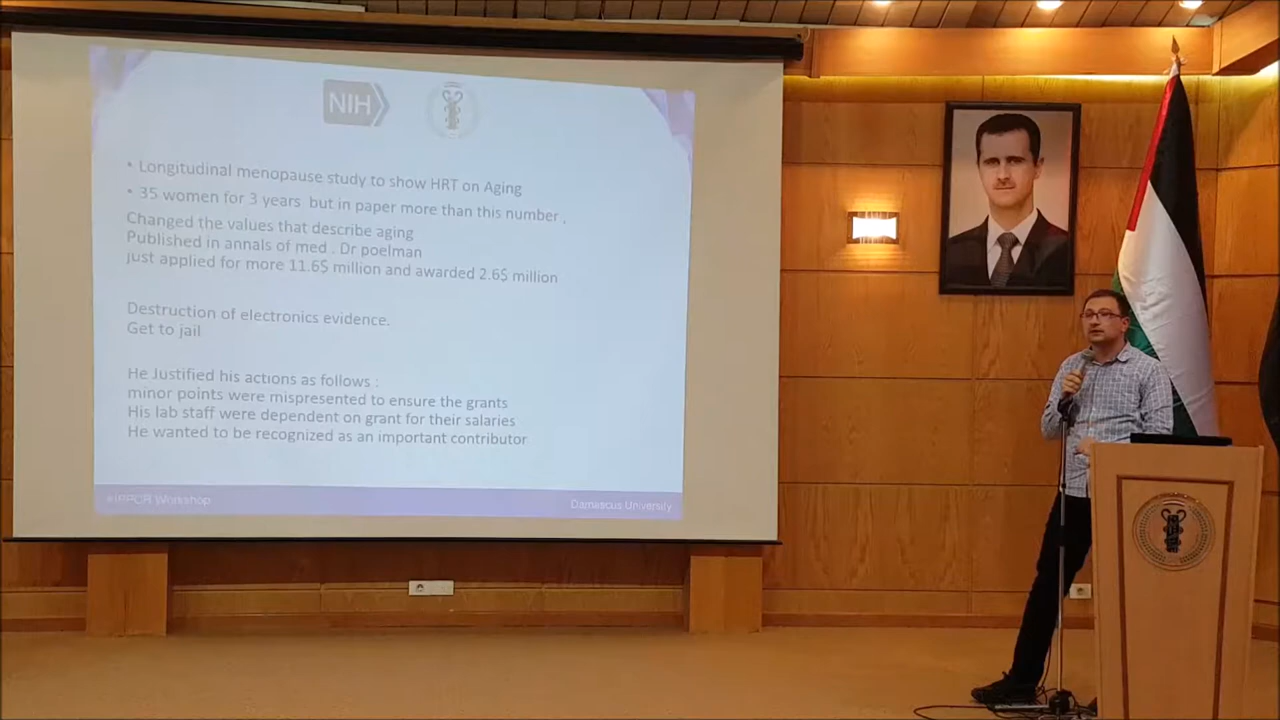 NIH
• Longitudinal menopause study to show HRT on Aging
• 35 women for 3 years but in paper more than this number .
Changed the values that describe aging
Published in annals of med . Dr poelman
just applied for more 11.6$ million and awarded 2.6$ million
Destruction of electronics evidence.
Get to jail
He Justified his actions as follows :
minor points were mispresented to ensure the grants
His lab staff were dependent on grant for their salaries
He wanted to be recognized as an important contributor
#IPPCR Workshop
Damascus University